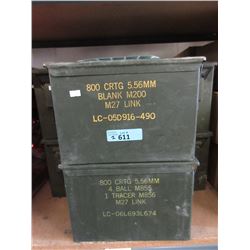 800 CRTG 5.56MM
BLANK M200
M27 LINK
LC-05D916-490
2 611
800 CRTG 5.56MM
4 BALL M855
1 TRACER M856
M27 LINK
LC-06L693L674